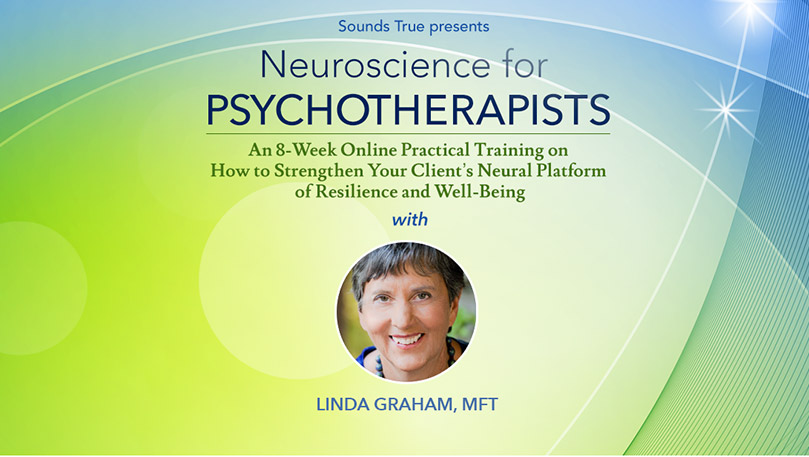 Sounds True presents
Neuroscience for
PSYCHOTHERAPISTS
An 8-Week Online Practical Training on
How to Strengthen Your Client's Neural Platform
of Resilience and Well-Being
with
LINDA GRAHAM, MFT